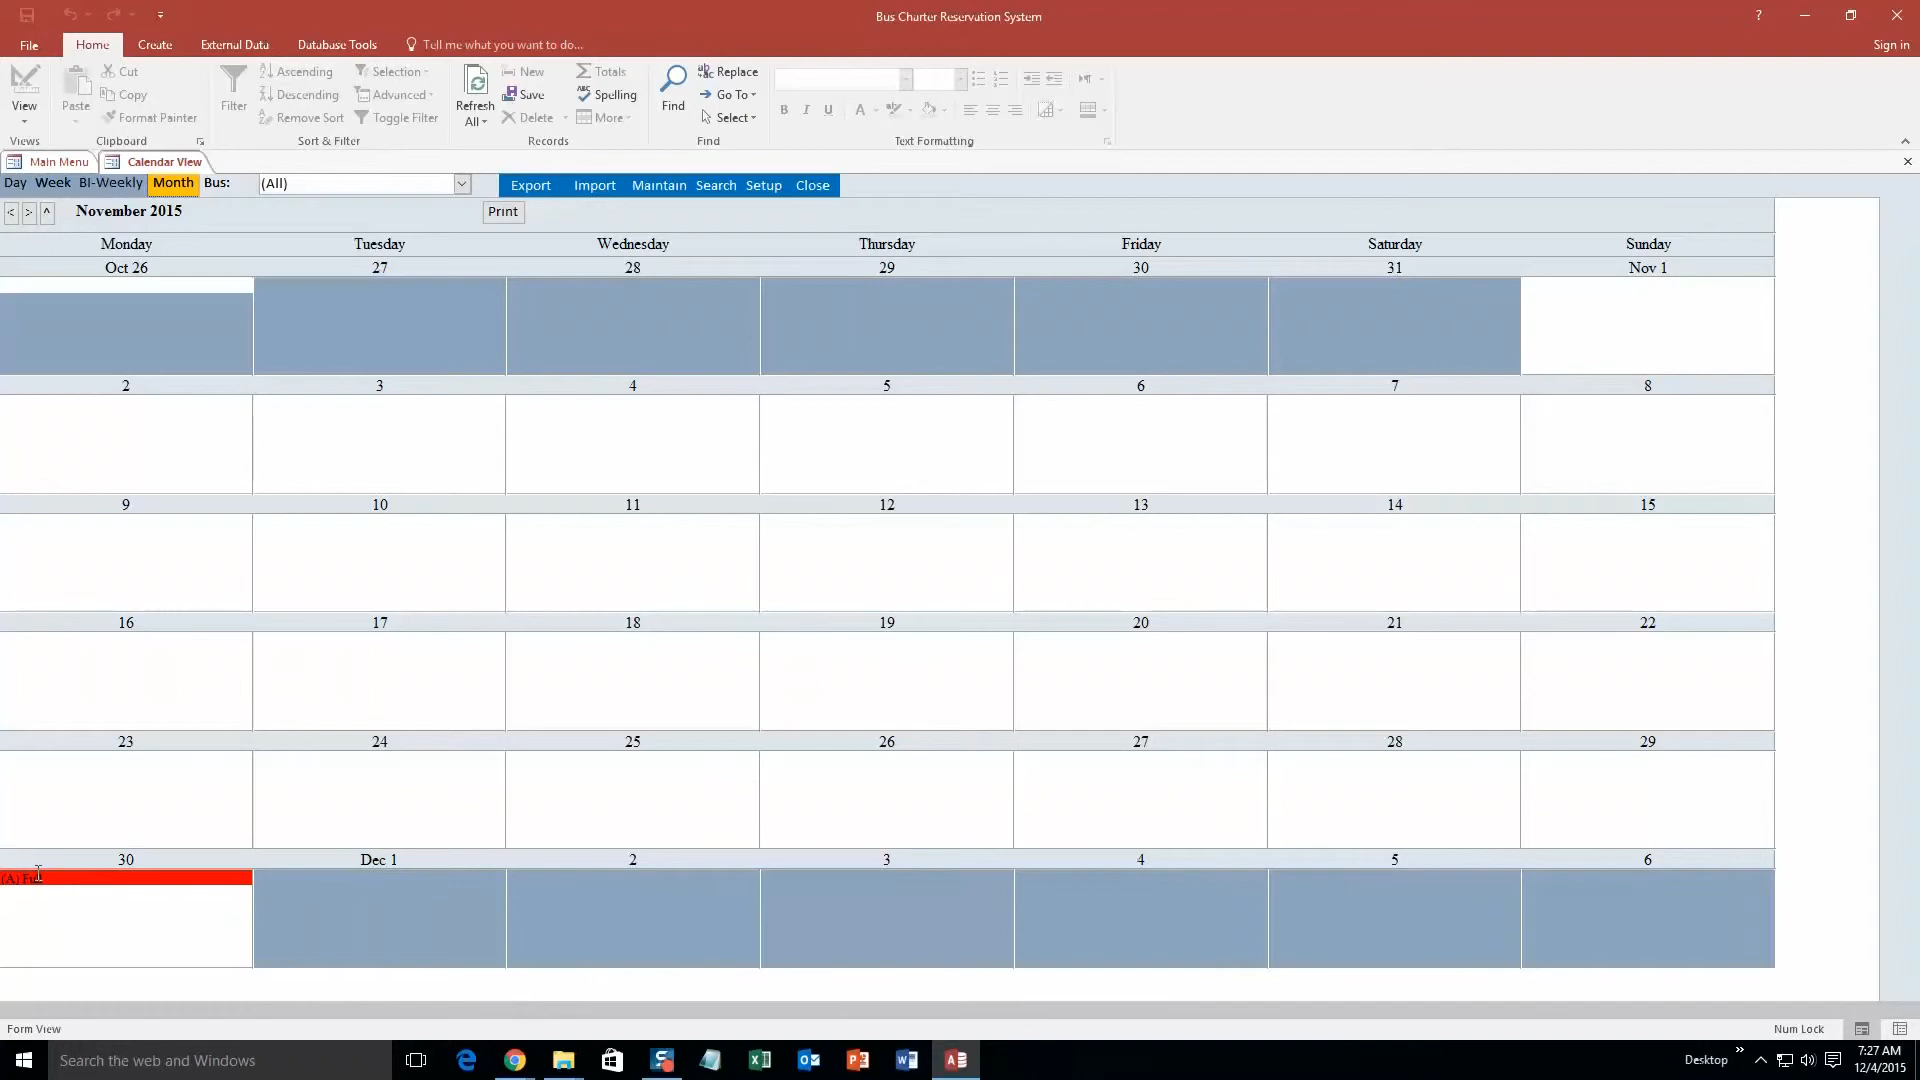 Bus Charter Reservation System
? 
File Home Create External Data Database Tools Tell me what you want to do... Sign in
View
Views
Paste
Cut
Copy
Format Painter
Clipboard
Filter
Ascending
Descending
Remove Sort
Selection
Advanced
Toggle Filter
Sort & Filter
Refresh
All
New
Save
Delete
Totals
Spelling
More
Records
Find
Replace
Go To
Select
Find
Text Formatting
Main Menu Calendar View
Day Week BI-Weekly Month Bus: (All) Export Import Maintain Search Setup Close
< > ^ November 2015 Print
Monday Tuesday Wednesday Thursday Friday Saturday Sunday
Oct 26 27 28 29 30 31 Nov 1
2 3 4 5 6 7 8
9 10 11 12 13 14 15
16 17 18 19 20 21 22
23 24 25 26 27 28 29
30 Dec 1 2 3 4 5 6
(A)
Form View Num Lock
Search the web and Windows Desktop 7:27 AM
12/4/2015